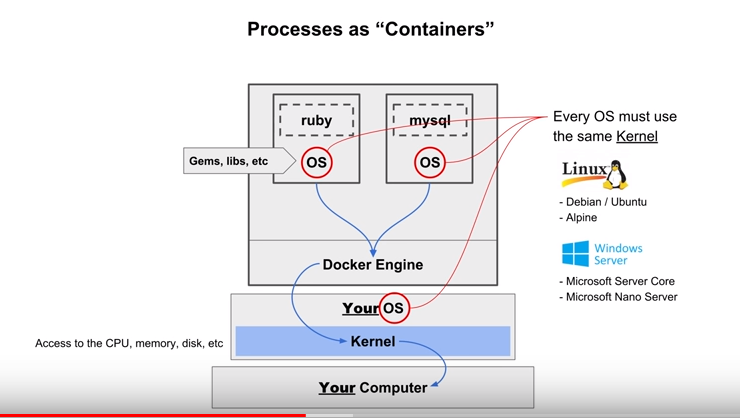 Processes as “Containers”
ruby
mysql
Every OS must use
the same Kernel
Gems, libs, etc
OS
OS
Linux
- Debian / Ubuntu
- Alpine
Windows
Server
Docker Engine
- Microsoft Server Core
- Microsoft Nano Server
Your OS
Access to the CPU, memory, disk, etc
Kernel
Your Computer